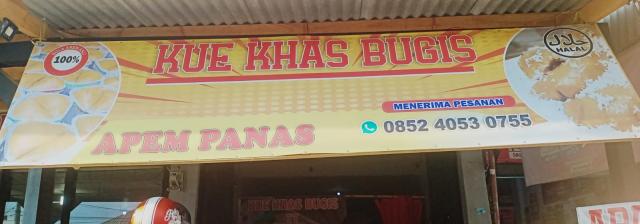 KUE KHAS BUGIS
100%
HALAL
MENERIMA PESANAN
0852 4053 0755
APEM PANAS
KUE KHAS BUGIS